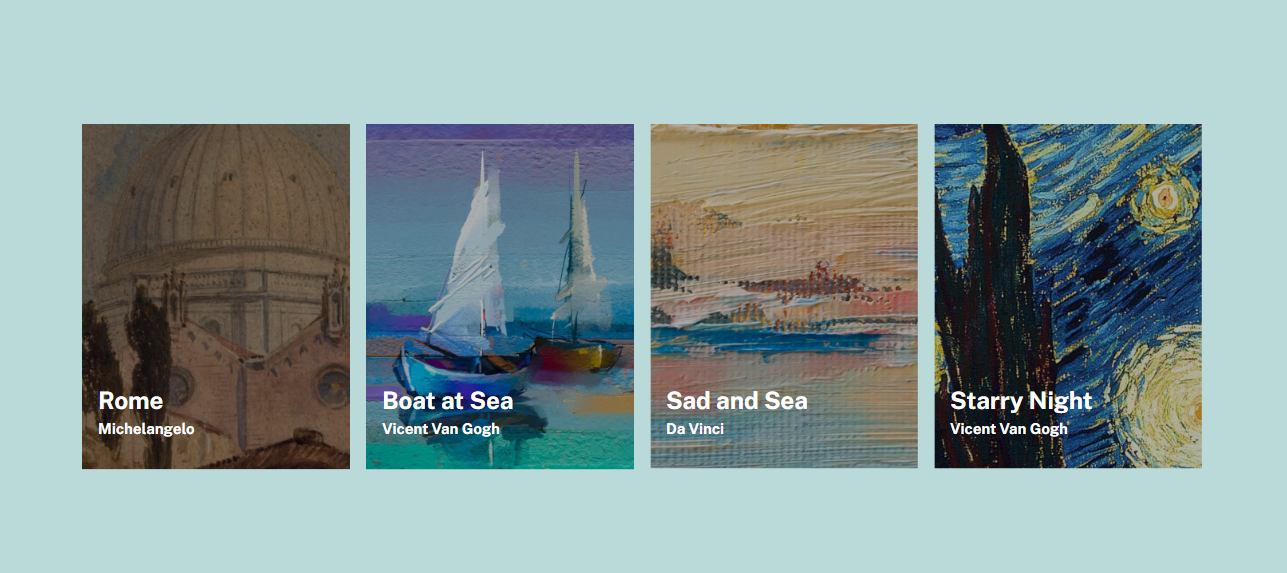 Rome
Michelangelo
Boat at Sea
Vicent Van Gogh
Sad and Sea
Da Vinci
Starry Night
Vicent Van Gogh